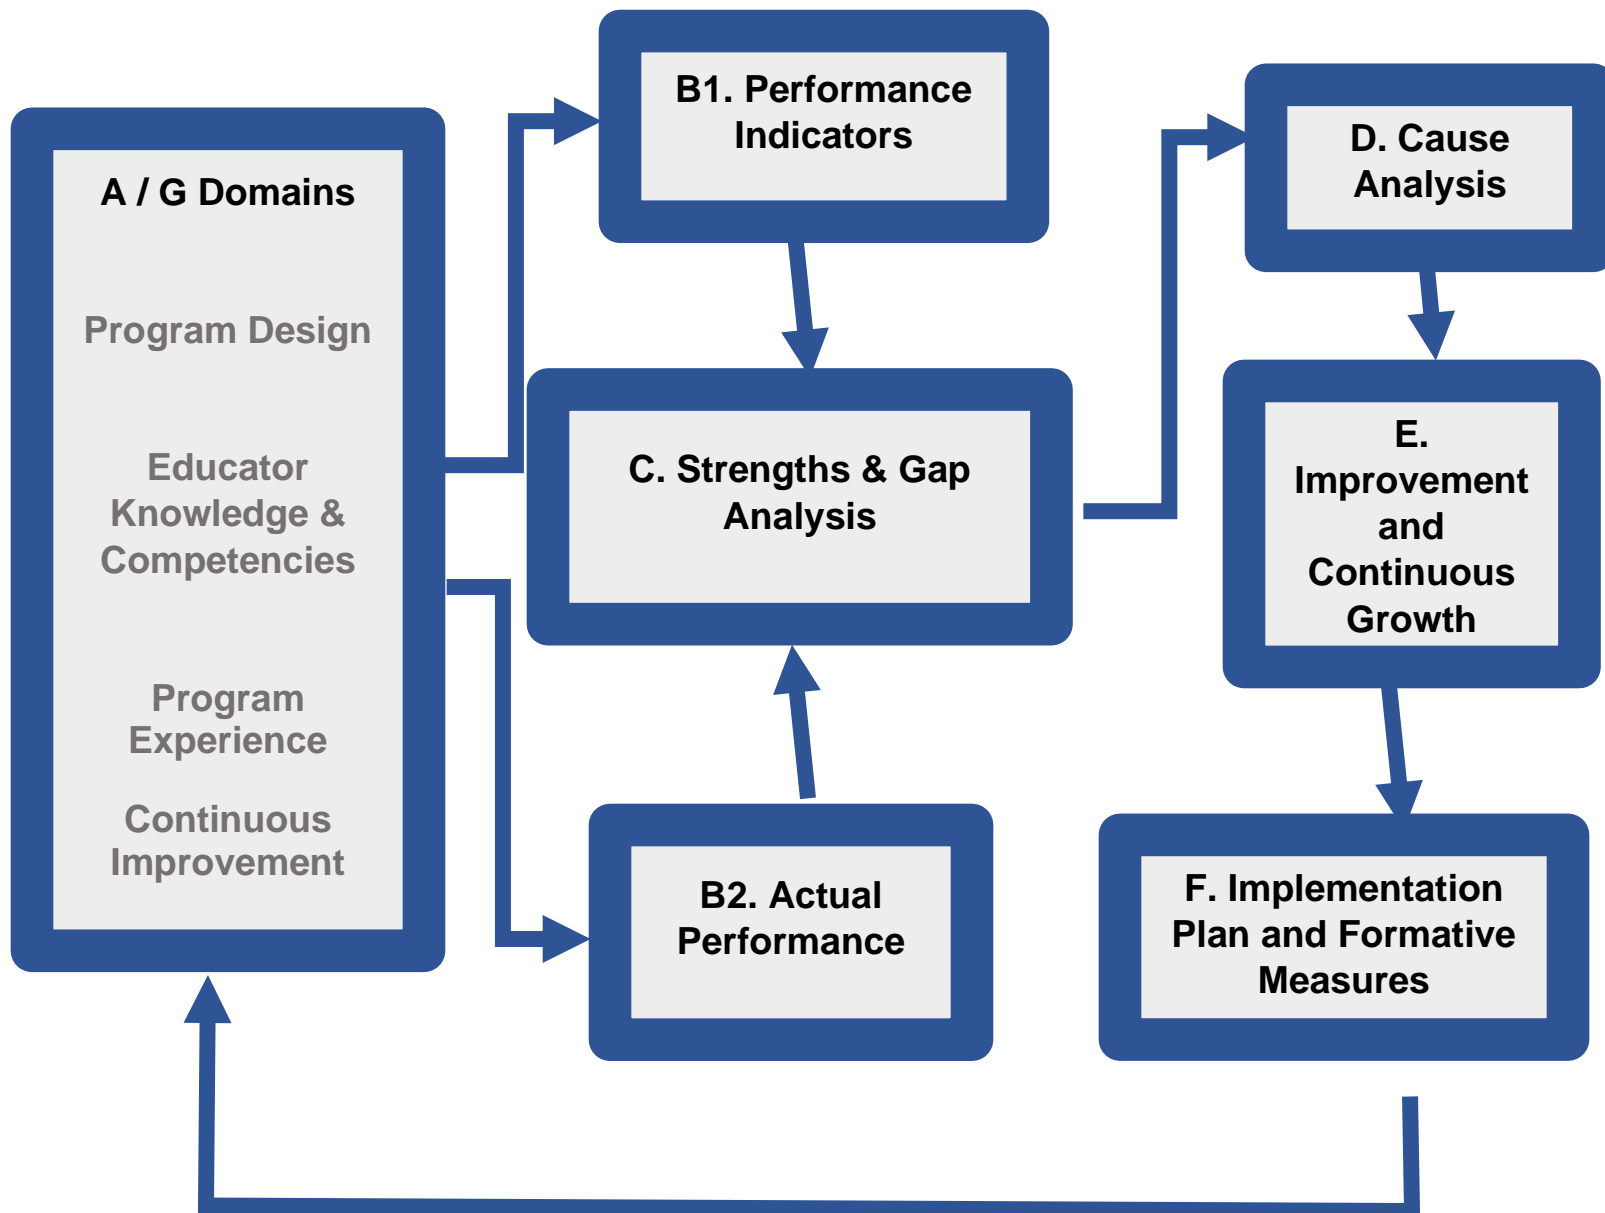 A / G Domains
Program Design
Educator
Knowledge &
Competencies
Program
Experience
Continuous
Improvement
B1. Performance
Indicators
C. Strengths & Gap
Analysis
B2. Actual
Performance
D. Cause
Analysis
E.
Improvement
and
Continuous
Growth
F. Implementation
Plan and Formative
Measures